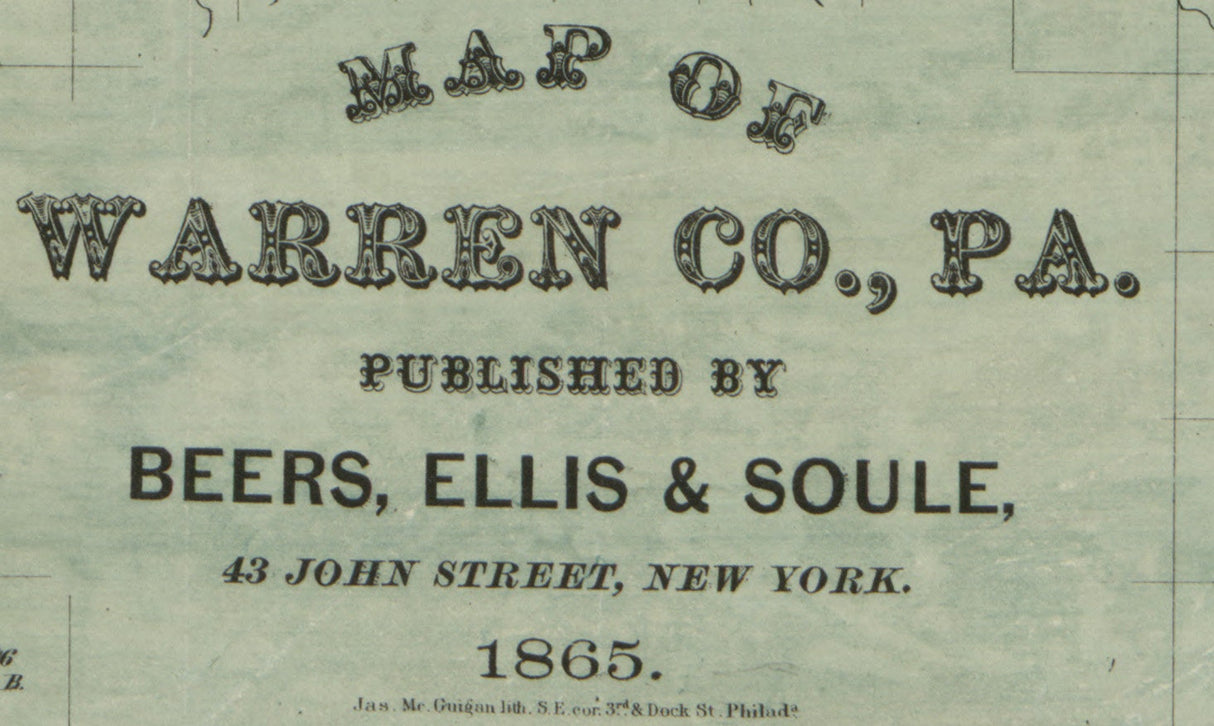 MAP OF
WARREN CO., PA.
PUBLISHED BY
BEERS, ELLIS & SOULE,
43 JOHN STREET, NEW YORK.
1865.
Jas. Mc. Guigan lith. S.E. cor. 3rd & Dock St. Philada
6
B.